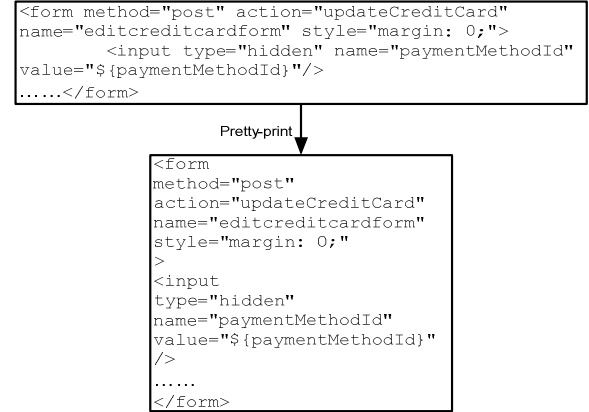 <form method="post" action="updateCreditCard"
name="editcreditcardform" style="margin: 0;">
<input type="hidden" name="paymentMethodId"
value="${paymentMethodId}"/>
......</form>
Pretty-print
<form
method="post"
action="updateCreditCard"
name="editcreditcardform"
style="margin: 0;"
>
<input
type="hidden"
name="paymentMethodId"
value="${paymentMethodId}"
/>
......
</form>